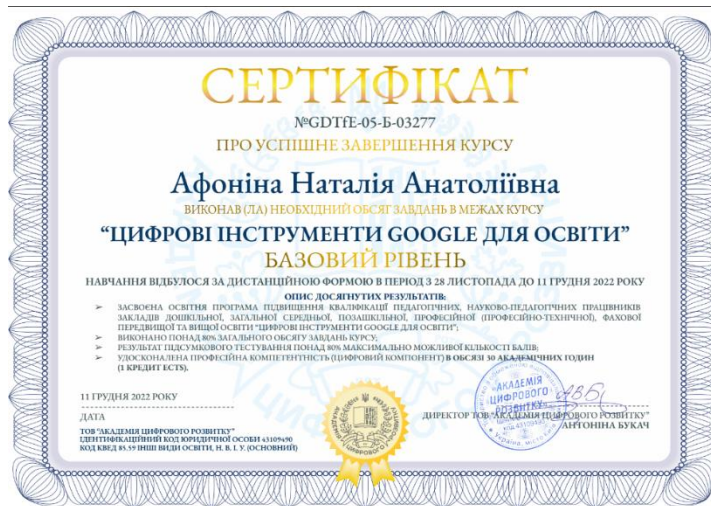 СЕРТИФІКАТ
№GDTfE-05-Б-03277
ПРО УСПІШНЕ ЗАВЕРШЕННЯ КУРСУ
Афоніна Наталія Анатоліївна
ВИКОНАВ (ЛА) НЕОБХІДНИЙ ОБСЯГ ЗАВДАНЬ В МЕЖАХ КУРСУ
“ЦИФРОВІ ІНСТРУМЕНТИ GOOGLE ДЛЯ ОСВІТИ”
БАЗОВИЙ РІВЕНЬ
НАВЧАННЯ ВІДБУЛОСЯ ЗА ДИСТАНЦІЙНОЮ ФОРМОЮ В ПЕРІОД З 28 ЛИСТОПАДА ДО 11 ГРУДНЯ 2022 РОКУ
ОПИС ДОСЯГНУТИХ РЕЗУЛЬТАТІВ:
➢ ЗАСВОЄНА ОСВІТНЯ ПРОГРАМА ПІДВИЩЕННЯ КВАЛІФІКАЦІЇ ПЕДАГОГІЧНИХ, НАУКОВО-ПЕДАГОГІЧНИХ ПРАЦІВНИКІВ
ЗАКЛАДІВ ДОШКІЛЬНОЇ, ЗАГАЛЬНОЇ СЕРЕДНЬОЇ, ПОЗАШКІЛЬНОЇ, ПРОФЕСІЙНОЇ (ПРОФЕСІЙНО-ТЕХНІЧНОЇ), ФАХОВОЇ
ПЕРЕДВИЩОЇ ТА ВИЩОЇ ОСВІТИ “ЦИФРОВІ ІНСТРУМЕНТИ GOOGLE ДЛЯ ОСВІТИ”;
➢ ВИКОНАНО ПОНАД 80% ЗАГАЛЬНОГО ОБСЯГУ ЗАВДАНЬ КУРСУ;
➢ РЕЗУЛЬТАТ ПІДСУМКОВОГО ТЕСТУВАННЯ ПОНАД 80% МАКСИМАЛЬНО МОЖЛИВОЇ КІЛЬКОСТІ БАЛІВ;
➢ УДОСКОНАЛЕНА ПРОФЕСІЙНА КОМПЕТЕНТНІСТЬ (ЦИФРОВИЙ КОМПОНЕНТ) В ОБСЯЗІ 30 АКАДЕМІЧНИХ ГОДИН
(1 КРЕДИТ ECTS).
11 ГРУДНЯ 2022 РОКУ
ДАТА
ТОВ “АКАДЕМІЯ ЦИФРОВОГО РОЗВИТКУ”
ІДЕНТИФІКАЦІЙНИЙ КОД ЮРИДИЧНОЇ ОСОБИ 43109490
КОД КВЕД 85.59 ІНШІ ВИДИ ОСВІТИ, Н. В. І. У. (ОСНОВНИЙ)
АКАДЕМІЯ
ЦИФРОВОГО
РОЗВИТКУ
ДИРЕКТОР ТОВ “АКАДЕМІЯ ЦИФРОВОГО РОЗВИТКУ”
АНТОНІНА БУКАЧ